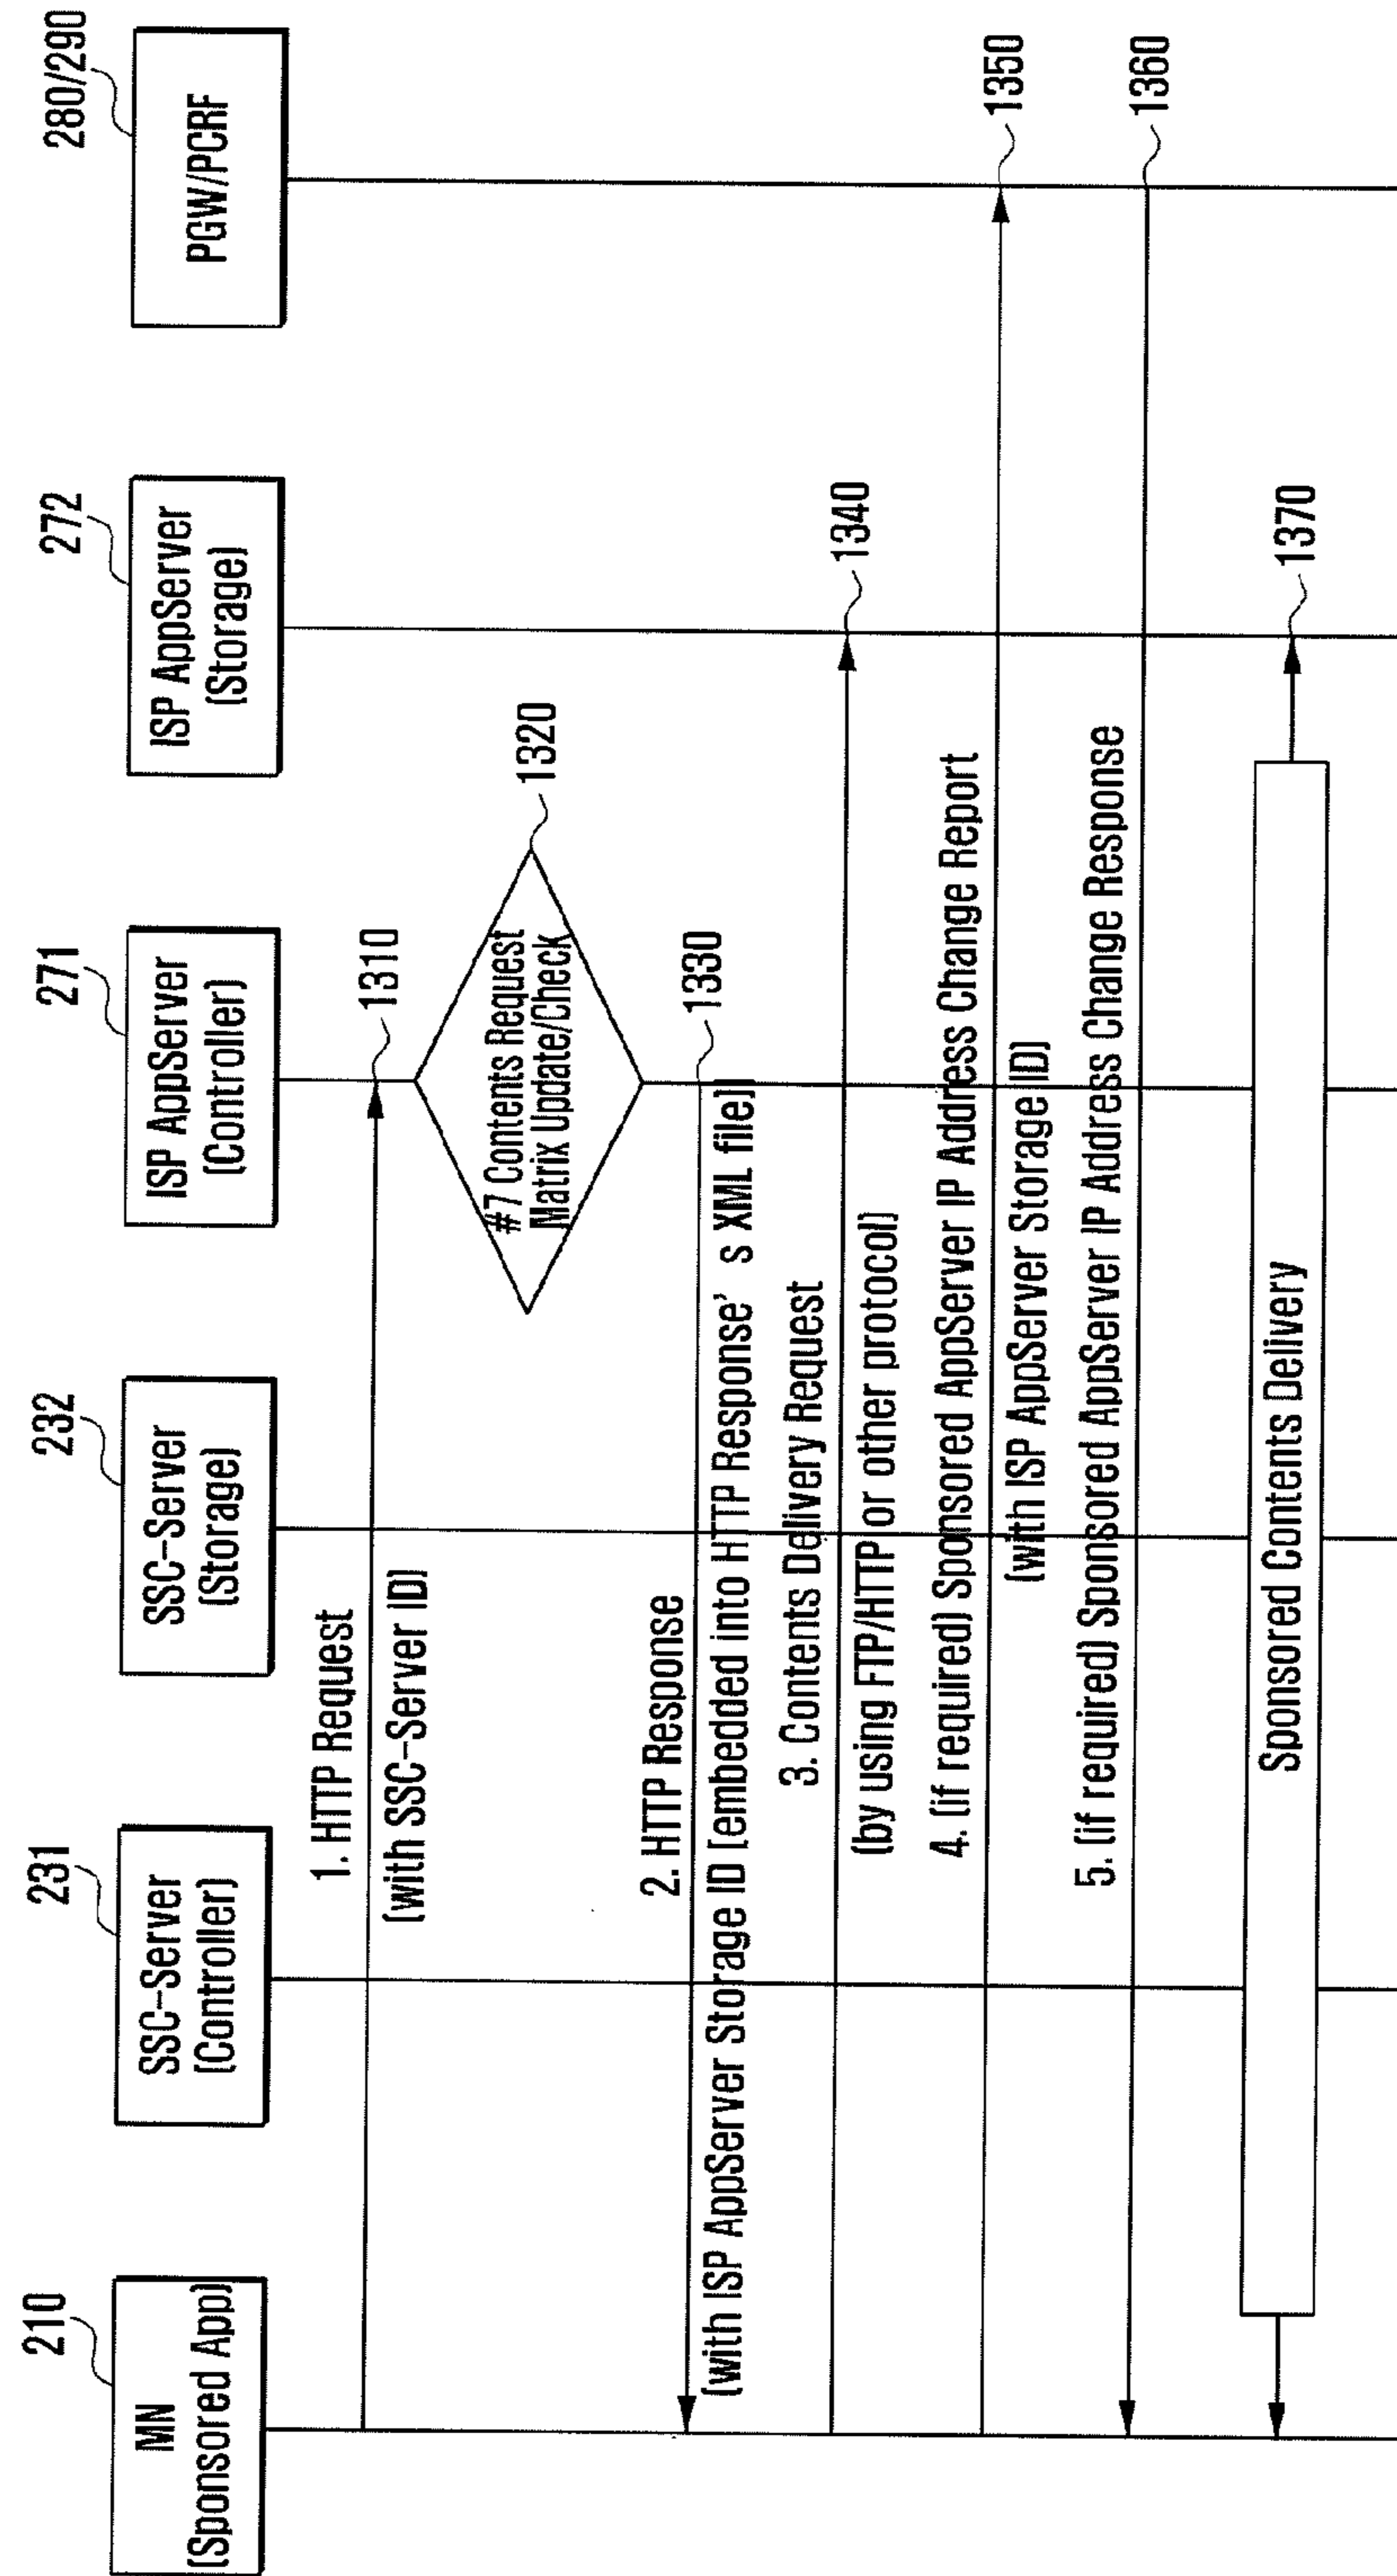 210
MN
(Sponsored App)
231
SSC-Server
(Controller)
232
SSC-Server
(Storage)
271
ISP AppServer
(Controller)
272
ISP AppServer
(Storage)
280/290
PGW/PCRF
1. HTTP Request
(with SSC-Server ID)
1310
#7 Contents Request
Matrix Update/Check
1320
2. HTTP Response
1330
(with ISP AppServer Storage ID [embedded into HTTP Response' s XML file])
3. Contents Delivery Request
1340
(by using FTP/HTTP or other protocol)
4. (if required) Sponsored AppServer IP Address Change Report
1350
(with ISP AppServer Storage ID)
5. (if required) Sponsored AppServer IP Address Change Response
1360
Sponsored Contents Delivery
1370